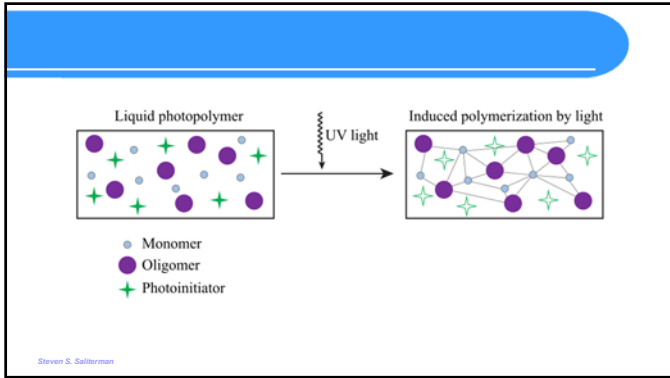 Liquid photopolymer
UV light
Induced polymerization by light
Monomer
Oligomer
Photoinitiator
Steven S. Saliterman